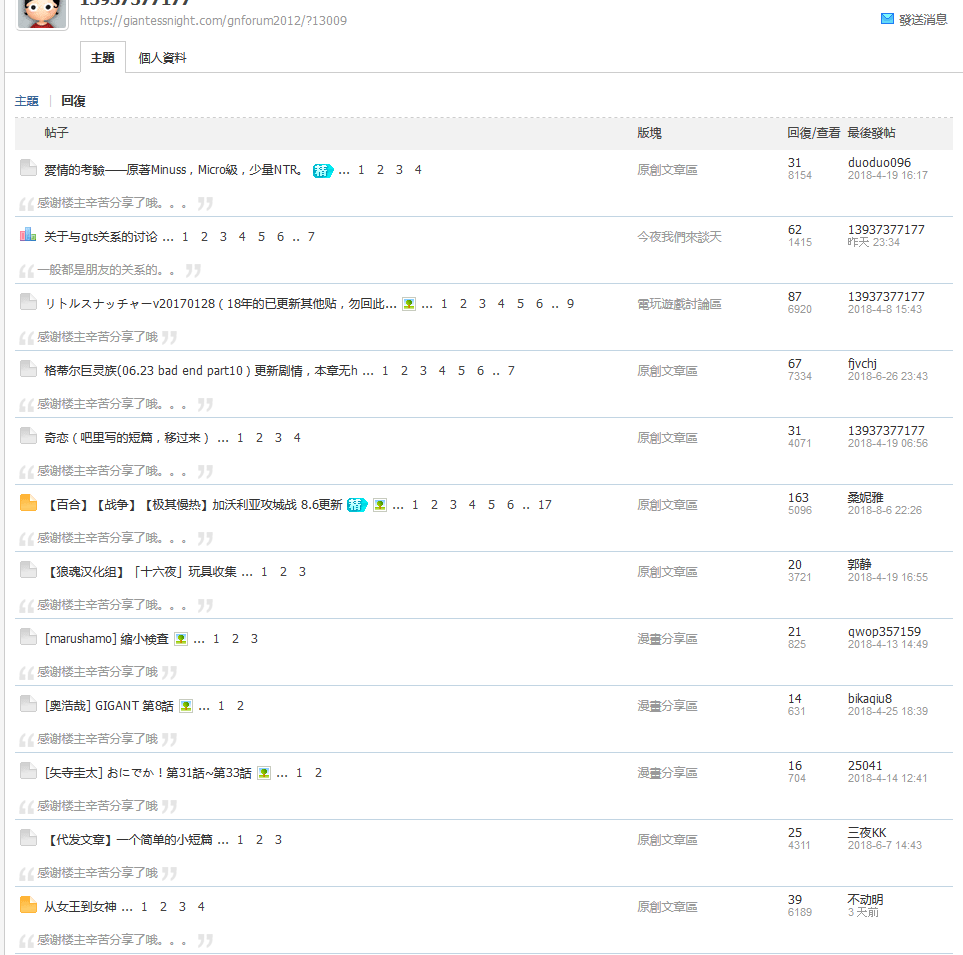 13937377177
https://giantessnight.com/gnforum2012/?13009
發送消息
主題 個人資料
主題 | 回復
帖子 版塊 回復/查看 最後發帖
愛情的考驗——原著Minuss，Micro級，少量NTR。 精 ... 1 2 3 4 原創文章區 31 duoduo096
8154 2018-4-19 16:17
感谢楼主辛苦分享了哦。。。
关于与gts关系的讨论 ... 1 2 3 4 5 6 .. 7 今夜我們來談天 62 13937377177
1415 昨天 23:34
一般都是朋友的关系的。。
リトルスナッチャーv20170128（18年的已更新其他贴，勿回此... ... 1 2 3 4 5 6 .. 9 電玩遊戲討論區 87 13937377177
6920 2018-4-8 15:43
感谢楼主辛苦分享了哦
格蒂尔巨灵族(06.23 bad end part10）更新剧情，本章无h ... 1 2 3 4 5 6 .. 7 原創文章區 67 fjvchj
7334 2018-6-26 23:43
感谢楼主辛苦分享了哦。。。
奇恋（吧里写的短篇，移过来） ... 1 2 3 4 原創文章區 31 13937377177
4071 2018-4-19 06:56
感谢楼主辛苦分享了哦。。。
【百合】【战争】【极其慢热】加沃利亚攻城战 8.6更新 精 ... 1 2 3 4 5 6 .. 17 原創文章區 163 桑妮雅
5096 2018-8-6 22:26
感谢楼主辛苦分享了哦。。。
【狼魂汉化组】「十六夜」玩具收集 ... 1 2 3 原創文章區 20 郭静
3721 2018-4-19 16:55
感谢楼主辛苦分享了哦。。。
[marushamo] 縮小検査 ... 1 2 3 漫畫分享區 21 qwop357159
825 2018-4-13 14:49
感谢楼主辛苦分享了哦
[奥浩哉] GIGANT 第8話 ... 1 2 漫畫分享區 14 bikaqiu8
631 2018-4-25 18:39
感谢楼主辛苦分享了哦
[矢寺圭太] おにでか！第31話~第33話 ... 1 2 漫畫分享區 16 25041
704 2018-4-14 12:41
感谢楼主辛苦分享了哦
【代发文章】一个简单的小短篇 ... 1 2 3 原創文章區 25 三夜KK
4311 2018-6-7 14:43
感谢楼主辛苦分享了哦
从女王到女神 ... 1 2 3 4 原創文章區 39 不动明
6189 3 天前
感谢楼主辛苦分享了哦。。。